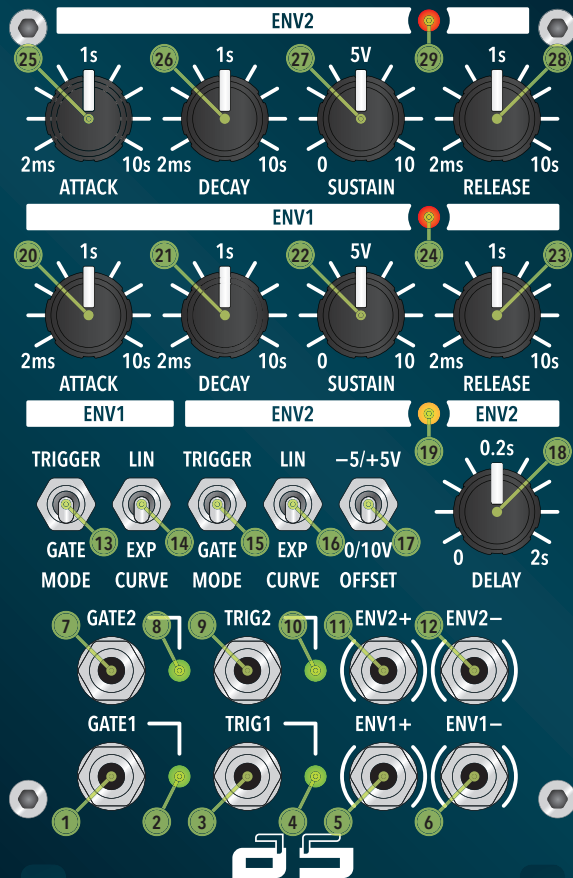 ENV2
29
25 1s 26 1s 27 5V 1s 28
2ms 10s 2ms 10s 0 10 2ms 10s
ATTACK DECAY SUSTAIN RELEASE
ENV1
20 1s 21 1s 22 5V 24 1s 23
2ms 10s 2ms 10s 0 10 2ms 10s
ATTACK DECAY SUSTAIN RELEASE
ENV1 ENV2 ENV2
19
TRIGGER LIN TRIGGER LIN −5/+5V 0.2s 18
13 14 15 16 17
GATE EXP GATE EXP 0/10V 0 2s
MODE CURVE MODE CURVE OFFSET DELAY
7 GATE2 8 9 TRIG2 10 11 ENV2+ 12 ENV2−
GATE1 TRIG1 ENV1+ ENV1−
1 2 3 4 5 6